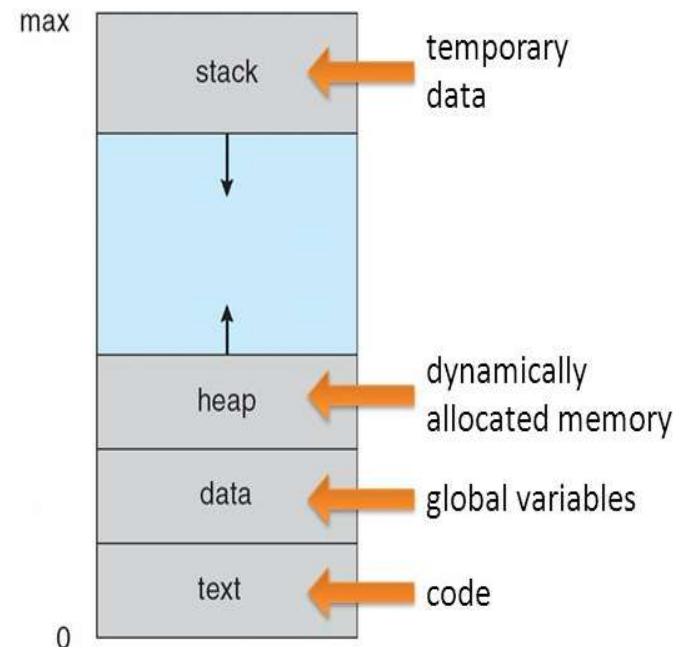 max
stack
temporary
data
heap
dynamically
allocated memory
data
global variables
text
code
0